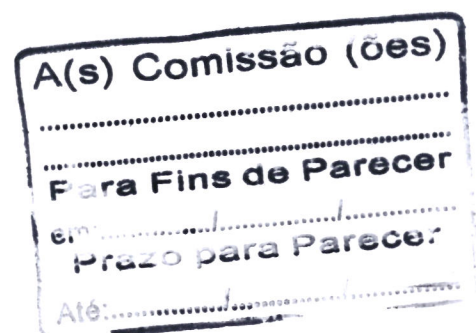 A(s) Comissão (ões)
........................................
........................................
Para Fins de Parecer
em:............/............/............
Prazo para Parecer
Até:............/............/............